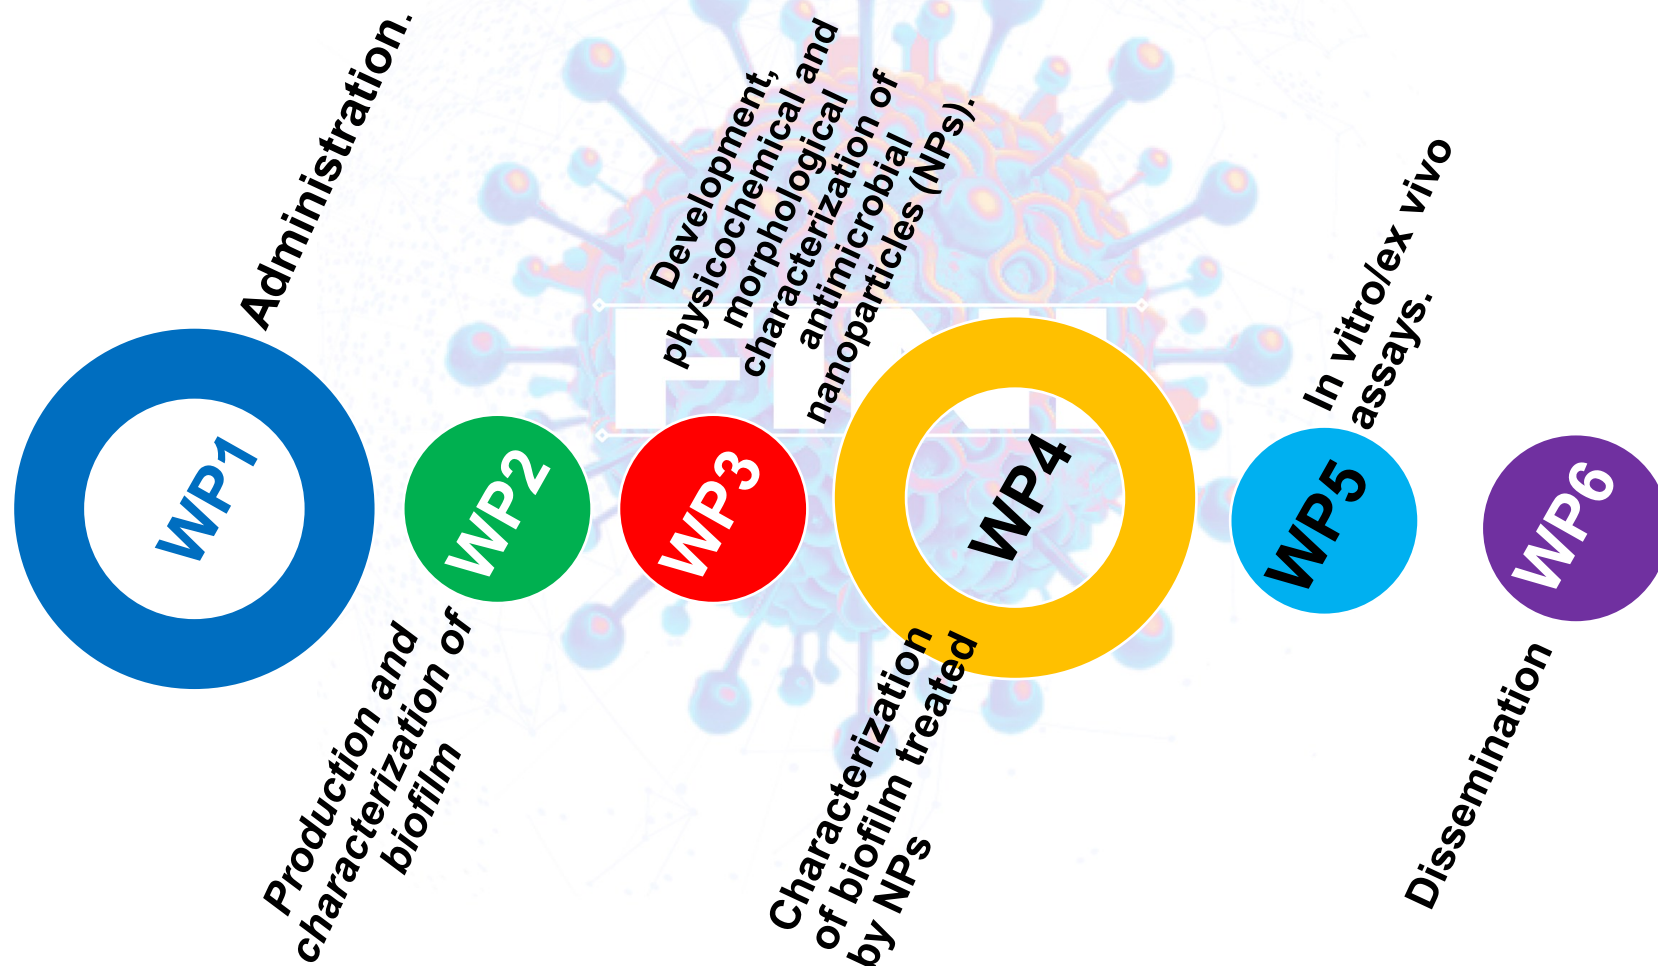 Administration.
WP1
WP2
Production and
characterization of
biofilm
Development,
physicochemical and
morphological
characterization of
antimicrobial
nanoparticles (NPs).
WP3
WP4
Characterization
of biofilm treated
by NPs
In vitro/ex vivo
assays.
WP5
WP6
Dissemination